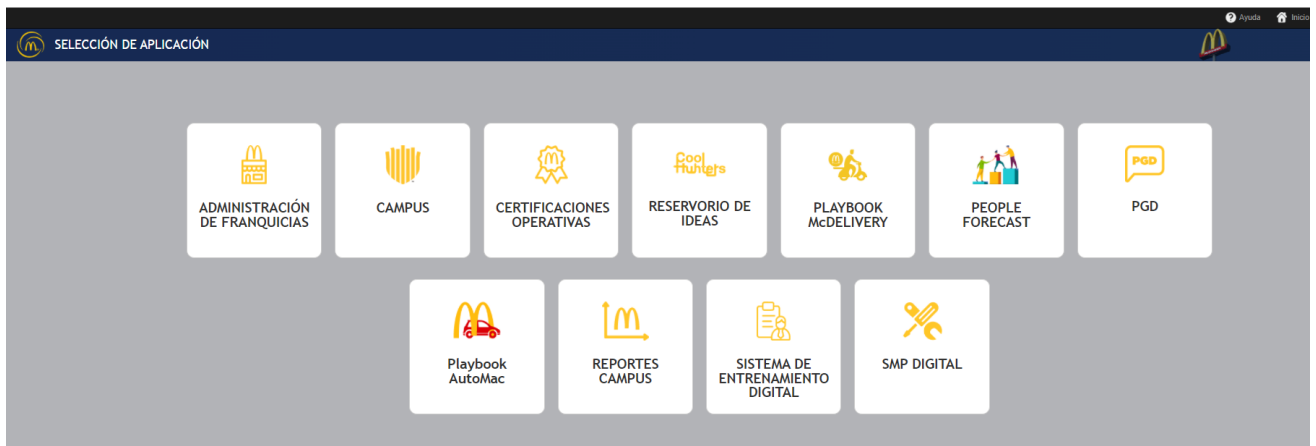 Ayuda Inicio
SELECCIÓN DE APLICACIÓN
ADMINISTRACIÓN
DE FRANQUICIAS
CAMPUS
CERTIFICACIONES
OPERATIVAS
Cool
Hunters
RESERVORIO DE
IDEAS
PLAYBOOK
McDELIVERY
PEOPLE
FORECAST
PGD
PGD
Playbook
AutoMac
REPORTES
CAMPUS
SISTEMA DE
ENTRENAMIENTO
DIGITAL
SMP DIGITAL